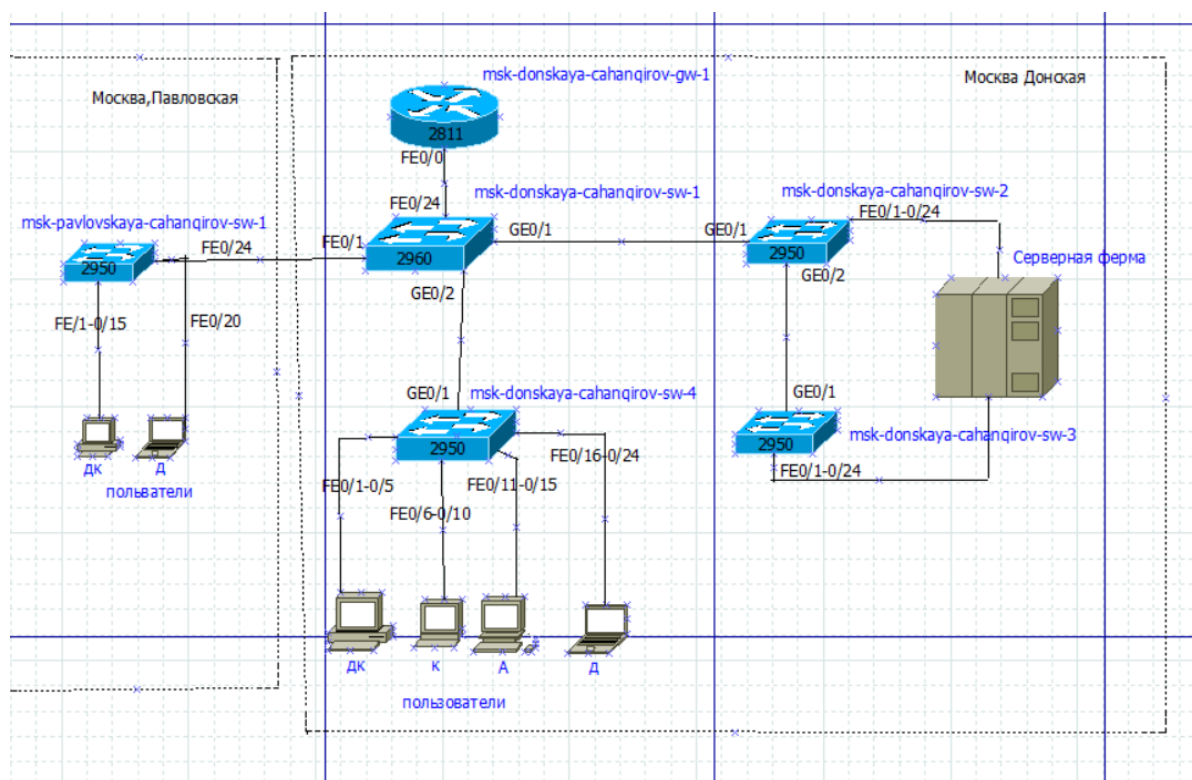 msk-donskaya-cahanqirov-gw-1
Москва Донская
Москва,Павловская
2811
FE0/0
msk-donskaya-cahanqirov-sw-1
msk-donskaya-cahanqirov-sw-2
FE0/24
FE0/1-0/24
msk-pavlovskaya-cahanqirov-sw-1
FE0/24
FE0/1
GE0/1
GE0/1
2950
2960
2950
Серверная ферма
GE0/2
GE0/2
FE/1-0/15
FE0/20
GE0/1
msk-donskaya-cahanqirov-sw-4
GE0/1
2950
2950
msk-donskaya-cahanqirov-sw-3
FE0/16-0/24
FE0/1-0/5
FE0/11-0/15
FE0/1-0/24
FE0/6-0/10
дк
Д
пользватели
ДК
К
А
Д
пользователи